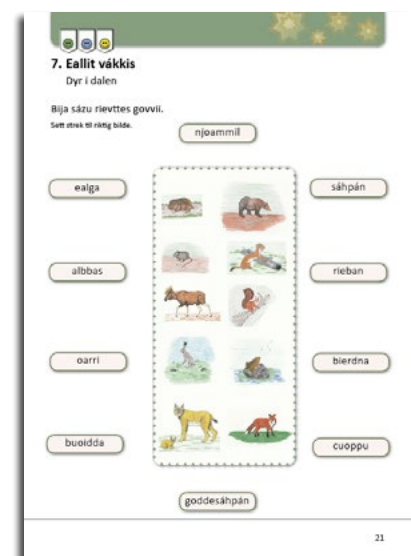 7. Eallit vákkis
Dyr i dalen
Bija sázu rievttes govvii.
Sett strek til riktig bilde.
njoammil
ealga
sáhpán
albbas
rieban
oarri
bierdna
buoidda
cuoppu
goddesáhpán
21